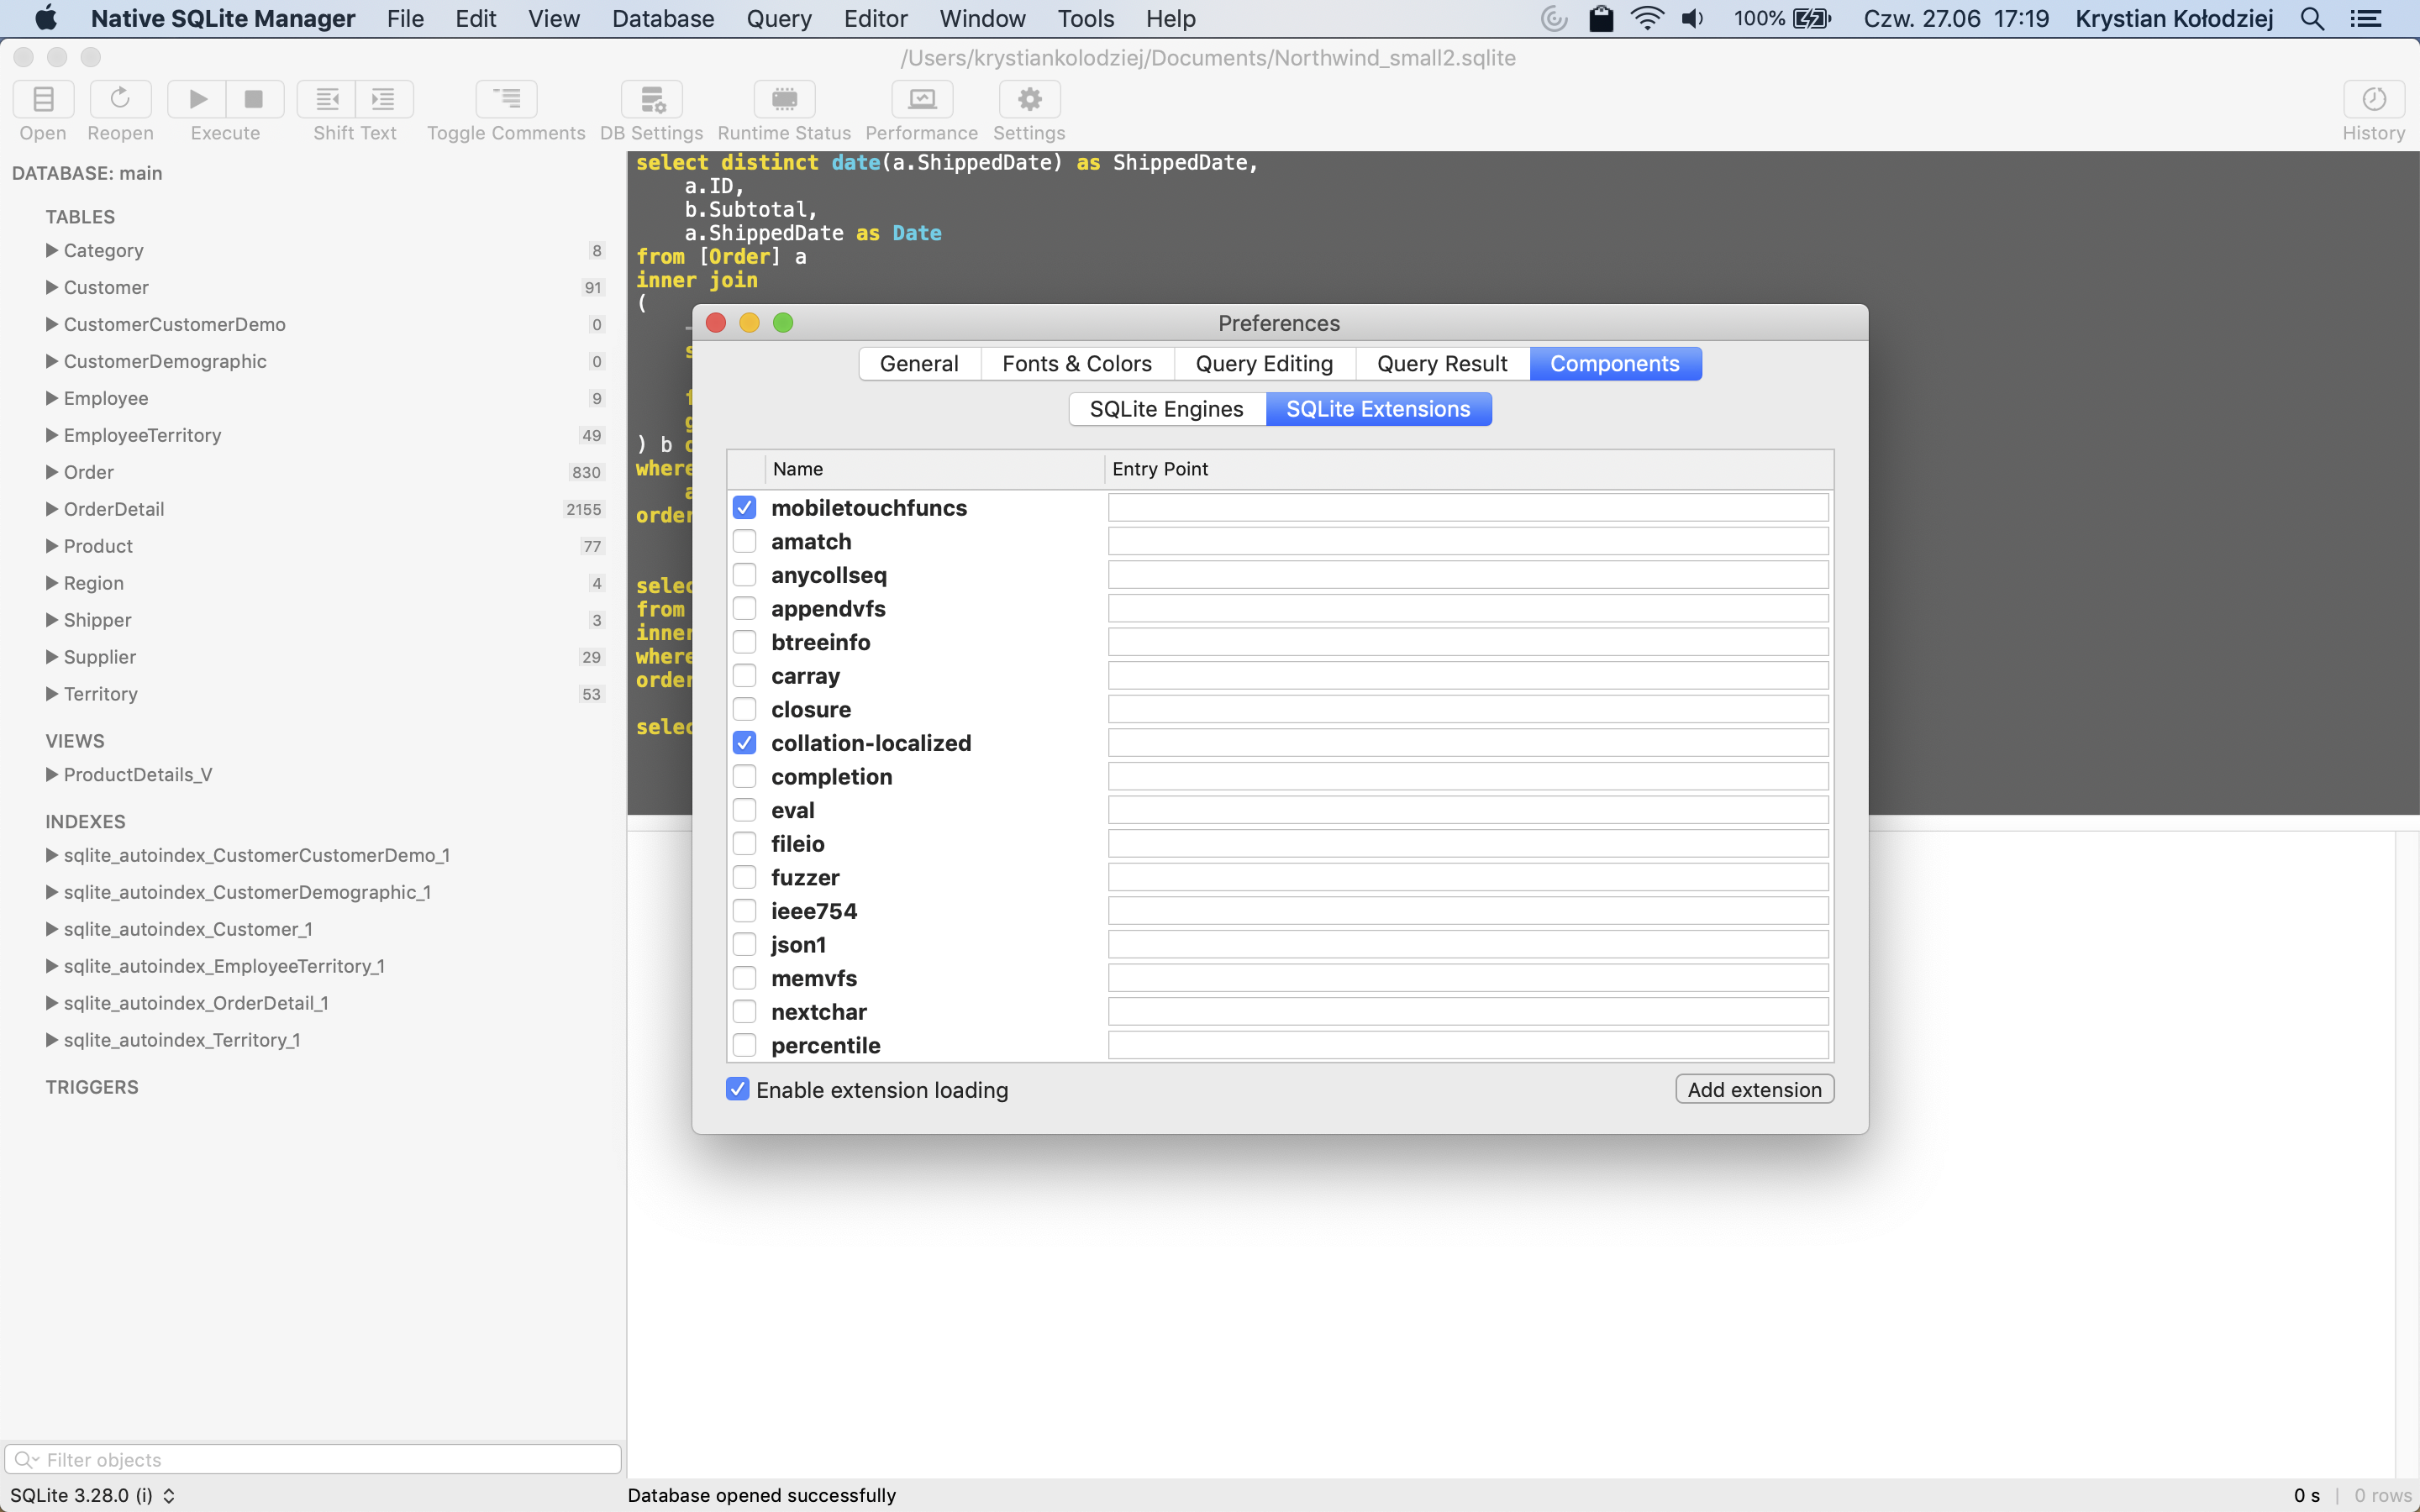 Native SQLite Manager File Edit View Database Query Editor Window Tools Help 100% Czw. 27.06 17:19 Krystian Kołodziej
/Users/krystiankolodziej/Documents/Northwind_small2.sqlite
Open Reopen Execute Shift Text Toggle Comments DB Settings Runtime Status Performance Settings History
DATABASE: main
TABLES
Category 8
Customer 91
CustomerCustomerDemo 0
CustomerDemographic 0
Employee 9
EmployeeTerritory 49
Order 830
OrderDetail 2155
Product 77
Region 4
Shipper 3
Supplier 29
Territory 53
VIEWS
ProductDetails_V
INDEXES
sqlite_autoindex_CustomerCustomerDemo_1
sqlite_autoindex_CustomerDemographic_1
sqlite_autoindex_Customer_1
sqlite_autoindex_EmployeeTerritory_1
sqlite_autoindex_OrderDetail_1
sqlite_autoindex_Territory_1
TRIGGERS
Filter objects
SQLite 3.28.0 (i)
select distinct date(a.ShippedDate) as ShippedDate,
a.ID,
b.Subtotal,
a.ShippedDate as Date
from [Order] a
inner join
(
) b
where
order
selec
from
inner
where
order
selec
Preferences
General Fonts & Colors Query Editing Query Result Components
SQLite Engines SQLite Extensions
Name Entry Point
mobiletouchfuncs
amatch
anycollseq
appendvfs
btreeinfo
carray
closure
collation-localized
completion
eval
fileio
fuzzer
ieee754
json1
memvfs
nextchar
percentile
Enable extension loading Add extension
Database opened successfully 0 s | 0 rows